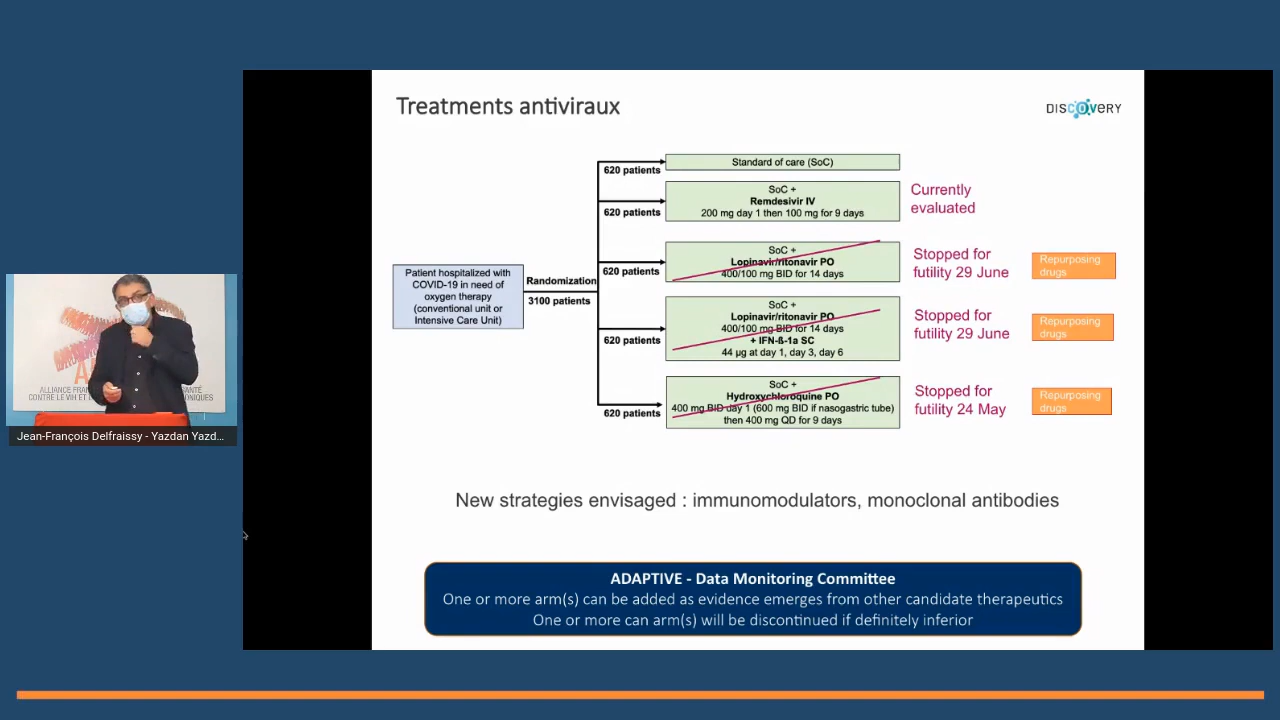 Treatments antiviraux
DISCOVERY
Standard of care (SoC)
620 patients
SoC +
Remdesivir IV
200 mg day 1 then 100 mg for 9 days
620 patients
Currently
evaluated
SoC +
Lopinavir/ritonavir PO
400/100 mg BID for 14 days
620 patients
Stopped for
futility 29 June
Repurposing
drugs
Patient hospitalized with
COVID-19 in need of
oxygen therapy
(conventional unit or
Intensive Care Unit)
Randomization
3100 patients
SoC +
Lopinavir/ritonavir PO
400/100 mg BID for 14 days
+ IFN-ß-1a SC
44 µg at day 1, day 3, day 6
620 patients
Stopped for
futility 29 June
Repurposing
drugs
SoC +
Hydroxychloroquine PO
400 mg BID day 1 (600 mg BID if nasogastric tube)
then 400 mg QD for 9 days
620 patients
Stopped for
futility 24 May
Repurposing
drugs
ALLIANCE FRA
CONTRE LE VIH ET
SANTÉ
ONIQUES
Jean-François Delfraissy - Yazdan Yazd...
New strategies envisaged : immunomodulators, monoclonal antibodies
ADAPTIVE - Data Monitoring Committee
One or more arm(s) can be added as evidence emerges from other candidate therapeutics
One or more can arm(s) will be discontinued if definitely inferior